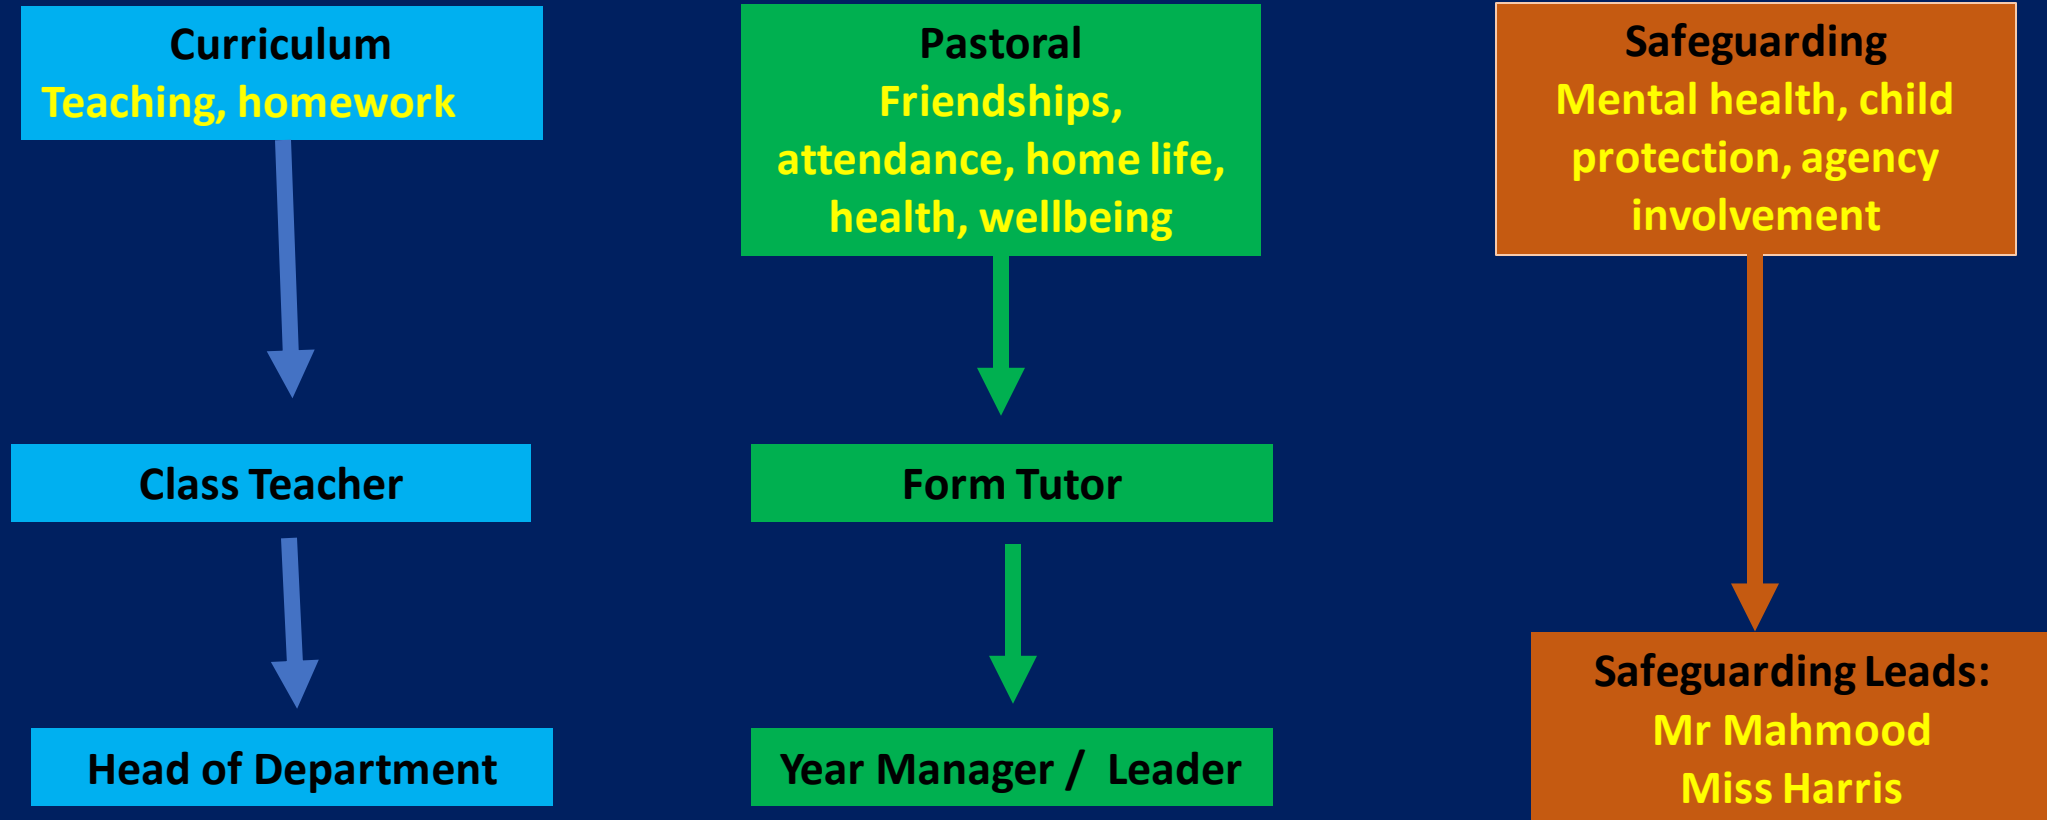 Curriculum
Teaching, homework
Pastoral
Friendships,
attendance, home life,
health, wellbeing
Safeguarding
Mental health, child
protection, agency
involvement
Class Teacher
Form Tutor
Head of Department
Year Manager / Leader
Safeguarding Leads:
Mr Mahmood
Miss Harris